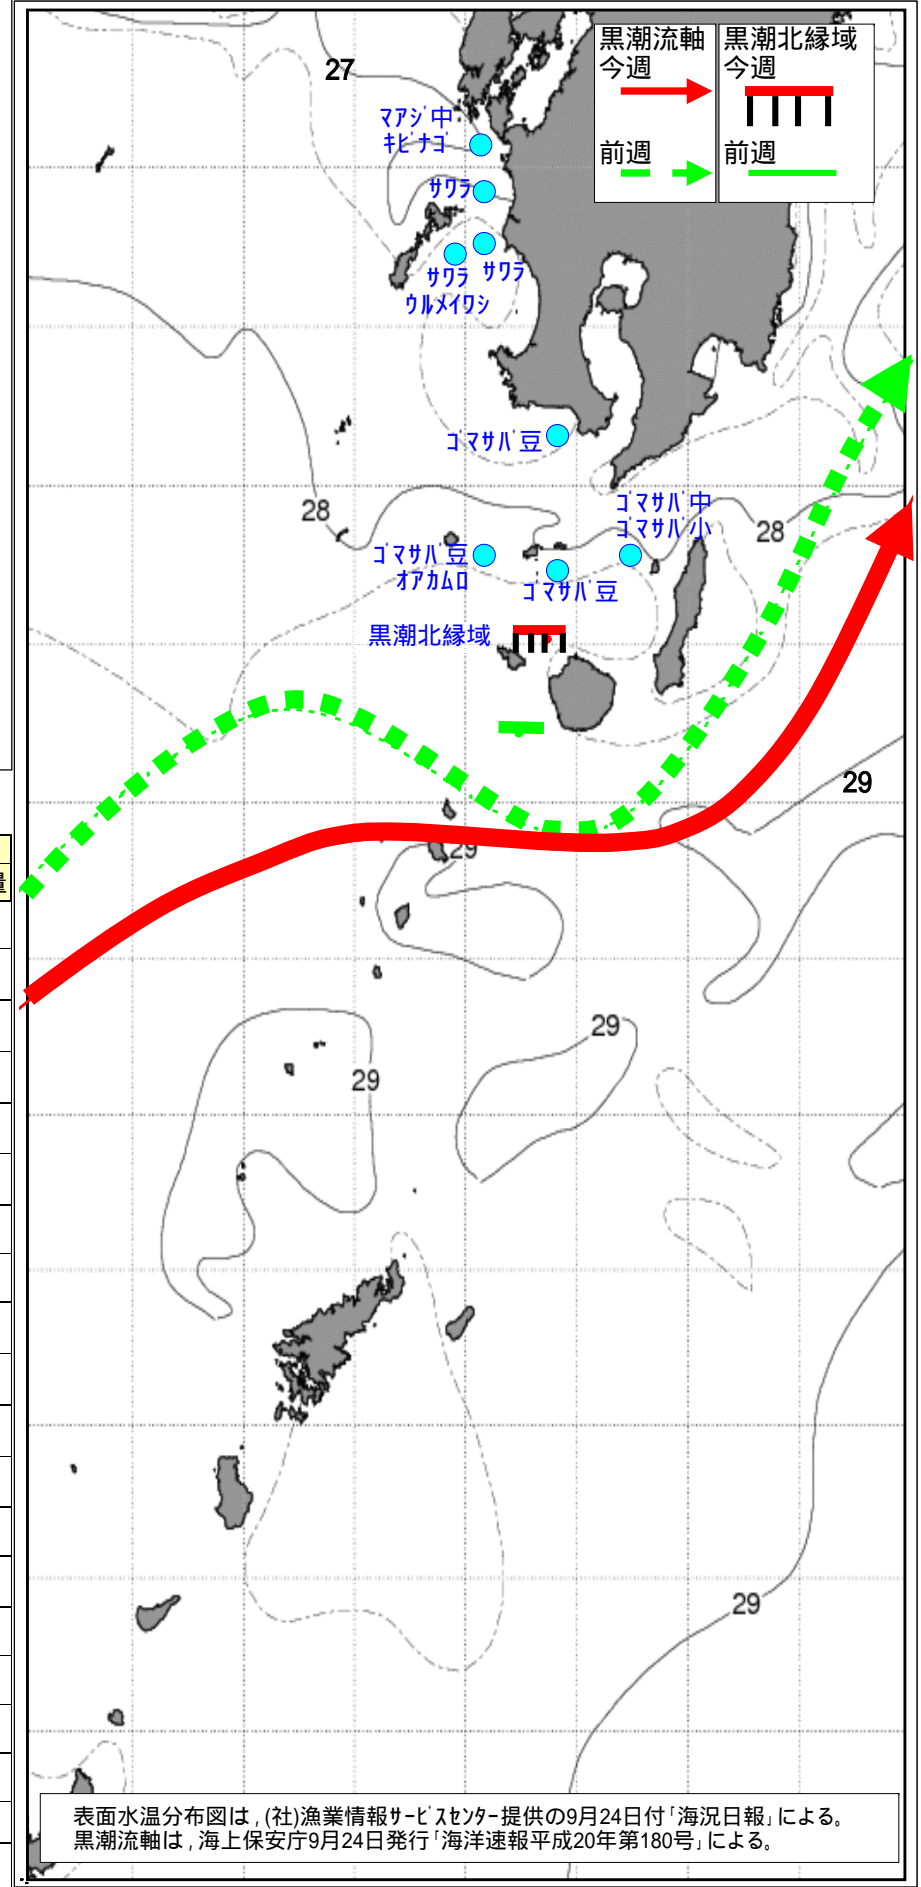 黒潮流軸
今週
前週
黒潮北縁域
今週
前週
27
ﾏｱｼﾞ中
ｷﾋﾞﾅｺﾞ
ｻﾜﾗ
ｻﾜﾗ
ｻﾜﾗ
ｳﾙﾒｲﾜｼ
ｺﾞﾏｻﾊﾞ豆
28
ｺﾞﾏｻﾊﾞ中
ｺﾞﾏｻﾊﾞ小
28
ｺﾞﾏｻﾊﾞ豆
ｵｱｶﾑﾛ
ｺﾞﾏｻﾊﾞ豆
黒潮北縁域
29
29
量
29
29
29
表面水温分布図は，(社)漁業情報ｻｰﾋﾞｽｾﾝﾀｰ提供の9月24日付「海況日報」による。
黒潮流軸は，海上保安庁9月24日発行「海洋速報平成20年第180号」による。